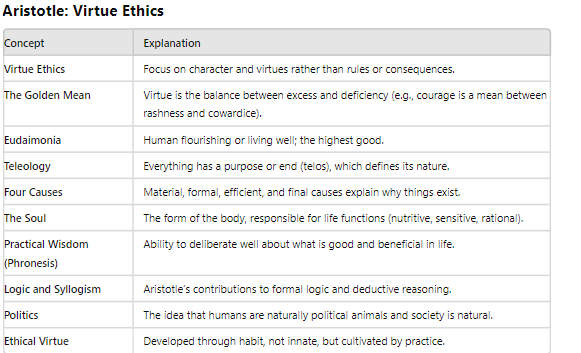 Aristotle: Virtue Ethics
Concept Explanation
Virtue Ethics Focus on character and virtues rather than rules or consequences.
The Golden Mean Virtue is the balance between excess and deficiency (e.g., courage is a mean between
rashness and cowardice).
Eudaimonia Human flourishing or living well; the highest good.
Teleology Everything has a purpose or end (telos), which defines its nature.
Four Causes Material, formal, efficient, and final causes explain why things exist.
The Soul The form of the body, responsible for life functions (nutritive, sensitive, rational).
Practical Wisdom Ability to deliberate well about what is good and beneficial in life.
(Phronesis)
Logic and Syllogism Aristotle's contributions to formal logic and deductive reasoning.
Politics The idea that humans are naturally political animals and society is natural.
Ethical Virtue Developed through habit, not innate, but cultivated by practice.